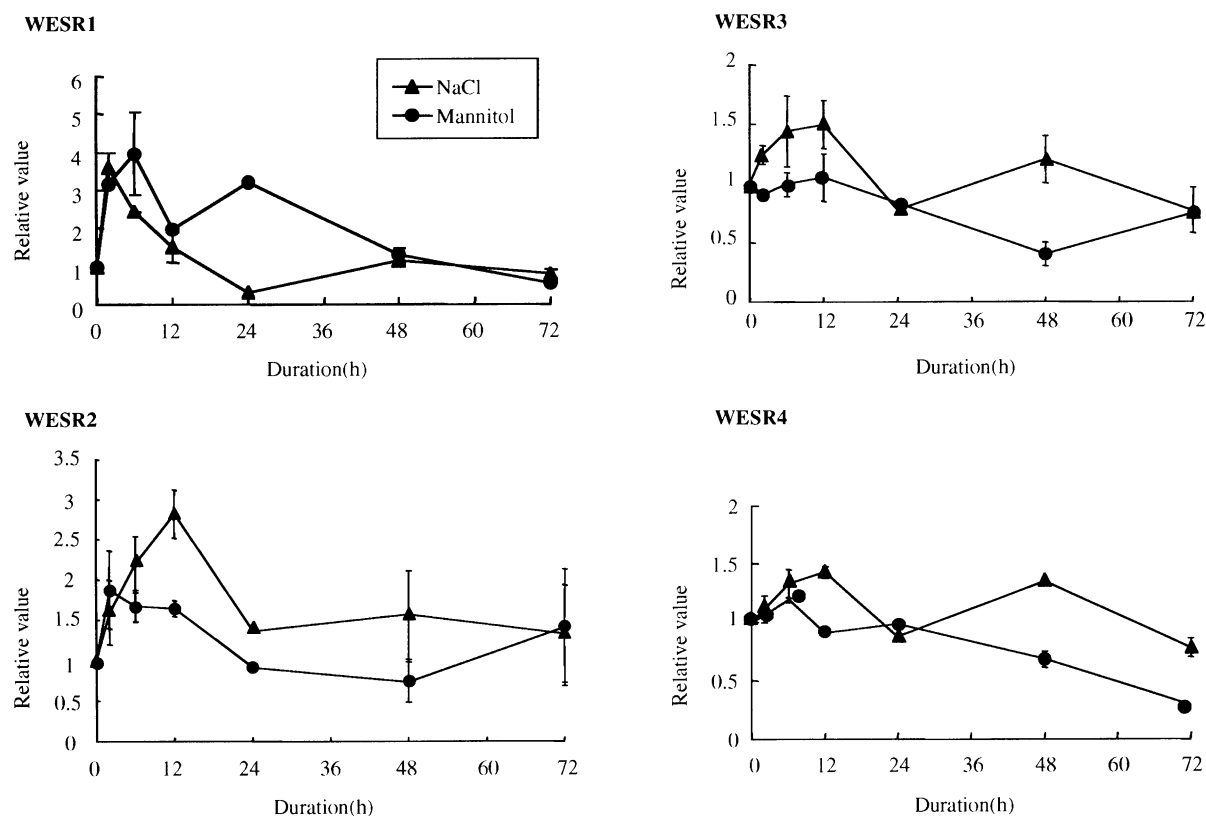 WESR1
6
5
4
3
2
1
0
Relative value
NaCl
Mannitol
0 12 24 36 48 60 72
Duration(h)
WESR3
2
1.5
1
0.5
0
Relative value
0 12 24 36 48 60 72
Duration(h)
WESR2
3.5
3
2.5
2
1.5
1
0.5
0
Relative value
0 12 24 36 48 60 72
Duration(h)
WESR4
2
1.5
1
0.5
0
Relative value
0 12 24 36 48 60 72
Duration(h)